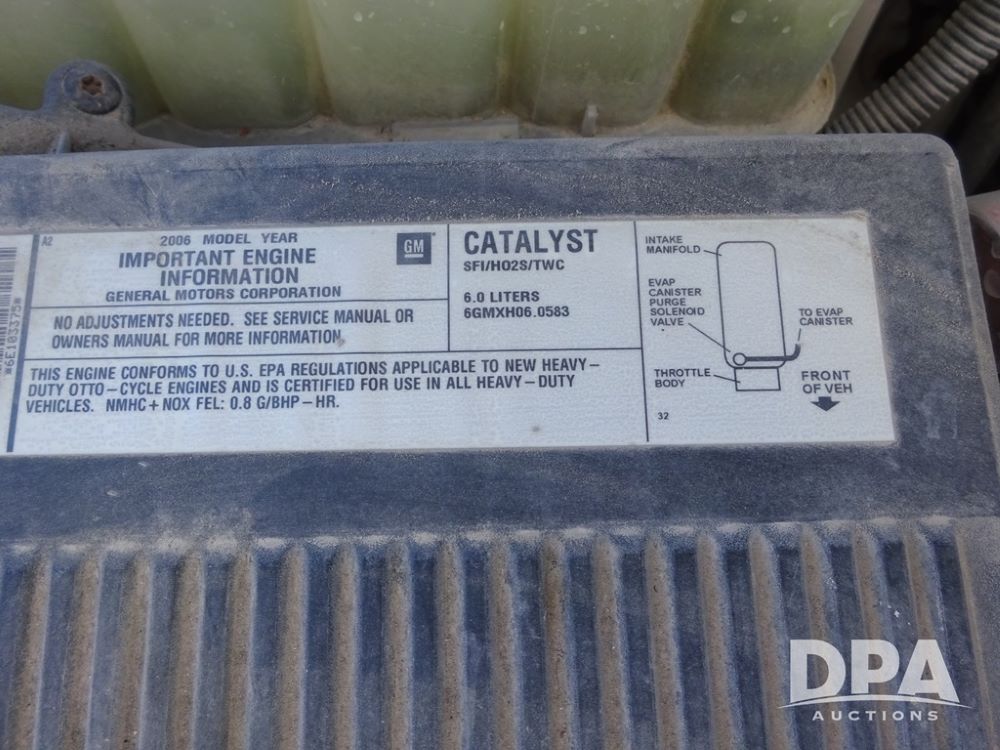 *6E183375*
A2
2006 MODEL YEAR
IMPORTANT ENGINE
INFORMATION
GENERAL MOTORS CORPORATION
GM
NO ADJUSTMENTS NEEDED. SEE SERVICE MANUAL OR
OWNERS MANUAL FOR MORE INFORMATION.
THIS ENGINE CONFORMS TO U.S. EPA REGULATIONS APPLICABLE TO NEW HEAVY-
DUTY OTTO-CYCLE ENGINES AND IS CERTIFIED FOR USE IN ALL HEAVY-DUTY
VEHICLES. NMHC+NOX FEL: 0.8 G/BHP-HR.
CATALYST
SFI/HO2S/TWC
6.0 LITERS
6GMXH06.0583
INTAKE
MANIFOLD
EVAP
CANISTER
PURGE
SOLENOID
VALVE
TO EVAP
CANISTER
THROTTLE
BODY
FRONT
OF VEH
32
DPA
AUCTIONS